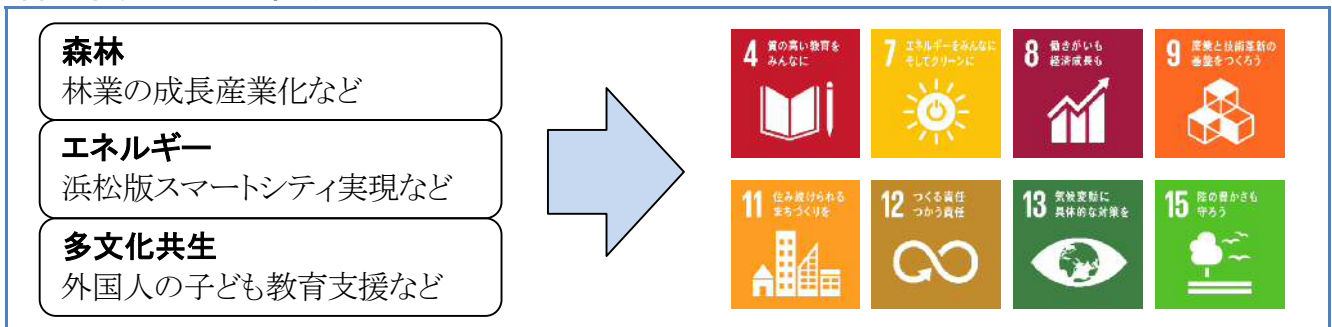 森林
林業の成長産業化など
エネルギー
浜松版スマートシティ実現など
多文化共生
外国人の子ども教育支援など
4 質の高い教育を
みんなに
7 エネルギーをみんなに
そしてクリーンに
8 働きがいも
経済成長も
9 産業と技術革新の
基盤をつくろう
11 住み続けられる
まちづくりを
12 つくる責任
つかう責任
13 気候変動に
具体的な対策を
15 陸の豊かさも
守ろう